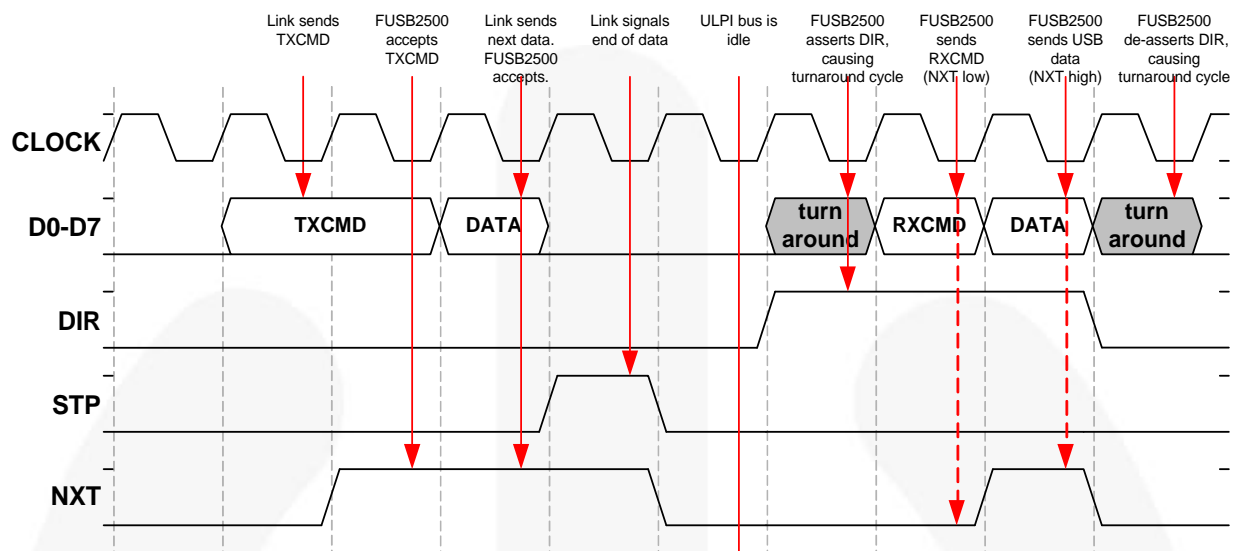 Link sends
TXCMD
FUSB2500
accepts
TXCMD
Link sends
next data.
FUSB2500
accepts.
Link signals
end of data
ULPI bus is
idle
FUSB2500
asserts DIR,
causing
turnaround cycle
FUSB2500
sends
RXCMD
(NXT low)
FUSB2500
sends USB
data
(NXT high)
FUSB2500
de-asserts DIR,
causing
turnaround cycle
CLOCK
D0-D7
TXCMD
DATA
turn
around
RXCMD
DATA
turn
around
DIR
STP
NXT